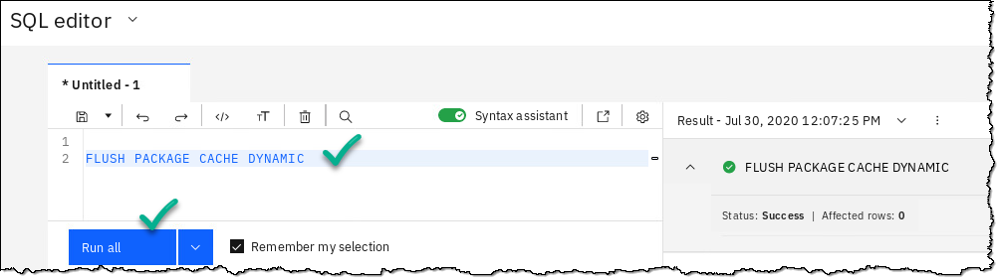 SQL editor
* Untitled - 1
</> TT Syntax assistant
1
2 FLUSH PACKAGE CACHE DYNAMIC
Run all Remember my selection
Result - Jul 30, 2020 12:07:25 PM
FLUSH PACKAGE CACHE DYNAMIC
Status: Success | Affected rows: 0